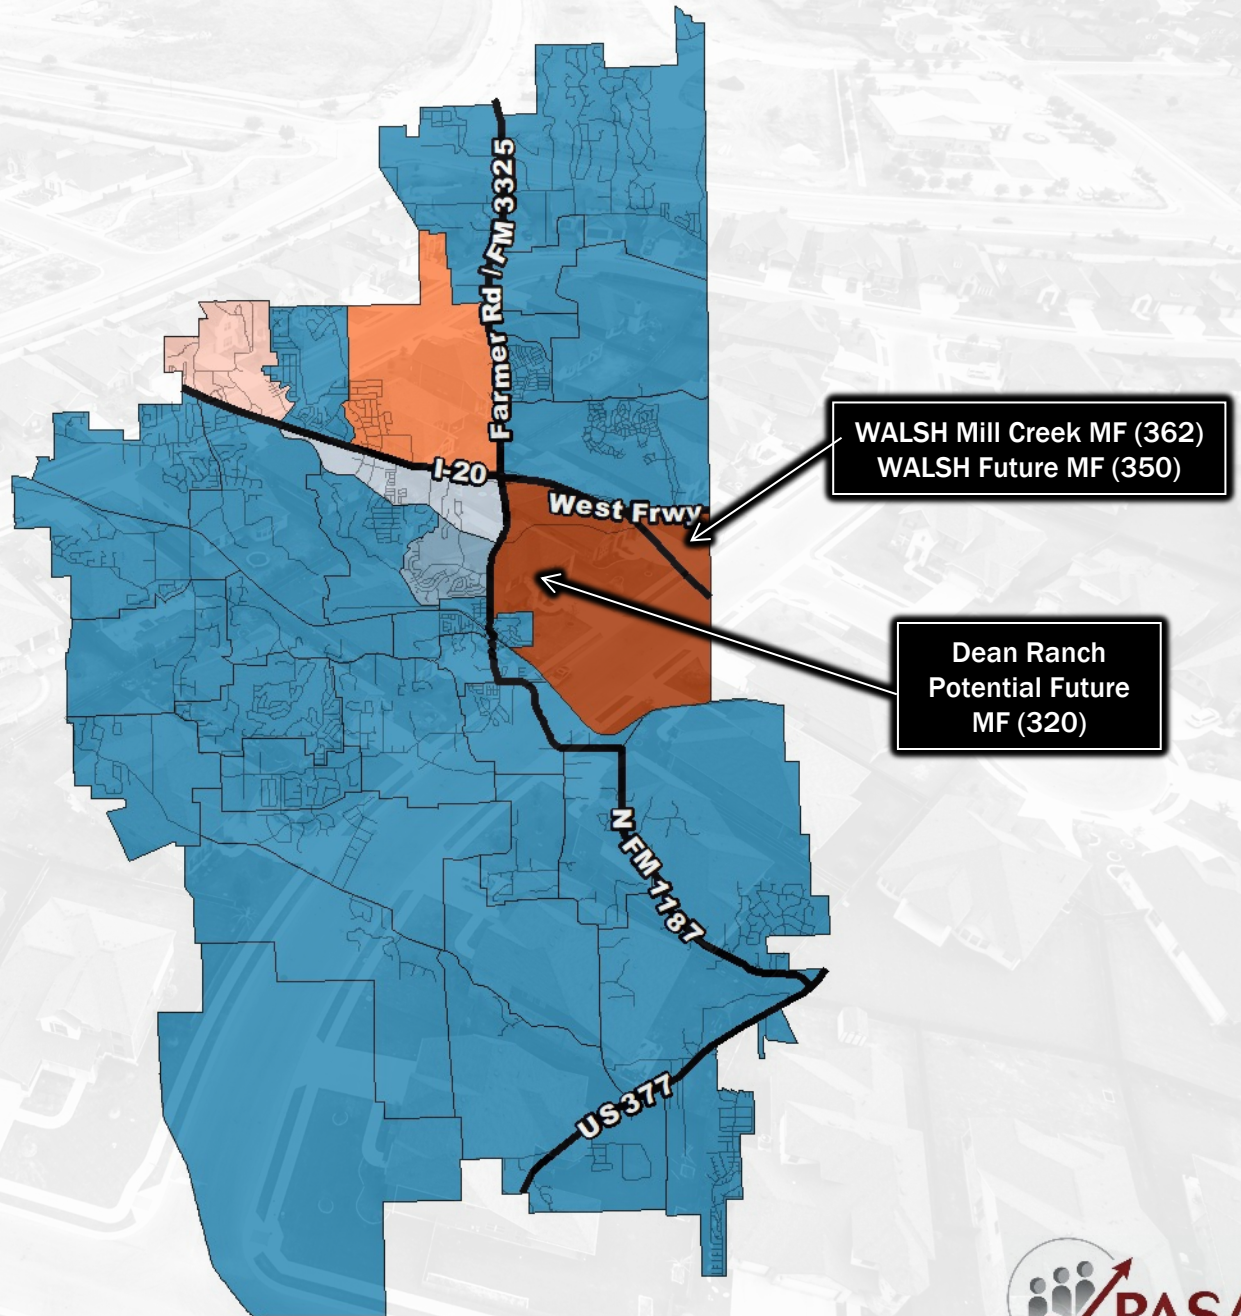 Farmer Rd / FM 3325
I-20
West Frwy
WALSH Mill Creek MF (362)
WALSH Future MF (350)
Dean Ranch
Potential Future
MF (320)
N FM 1187
US 377